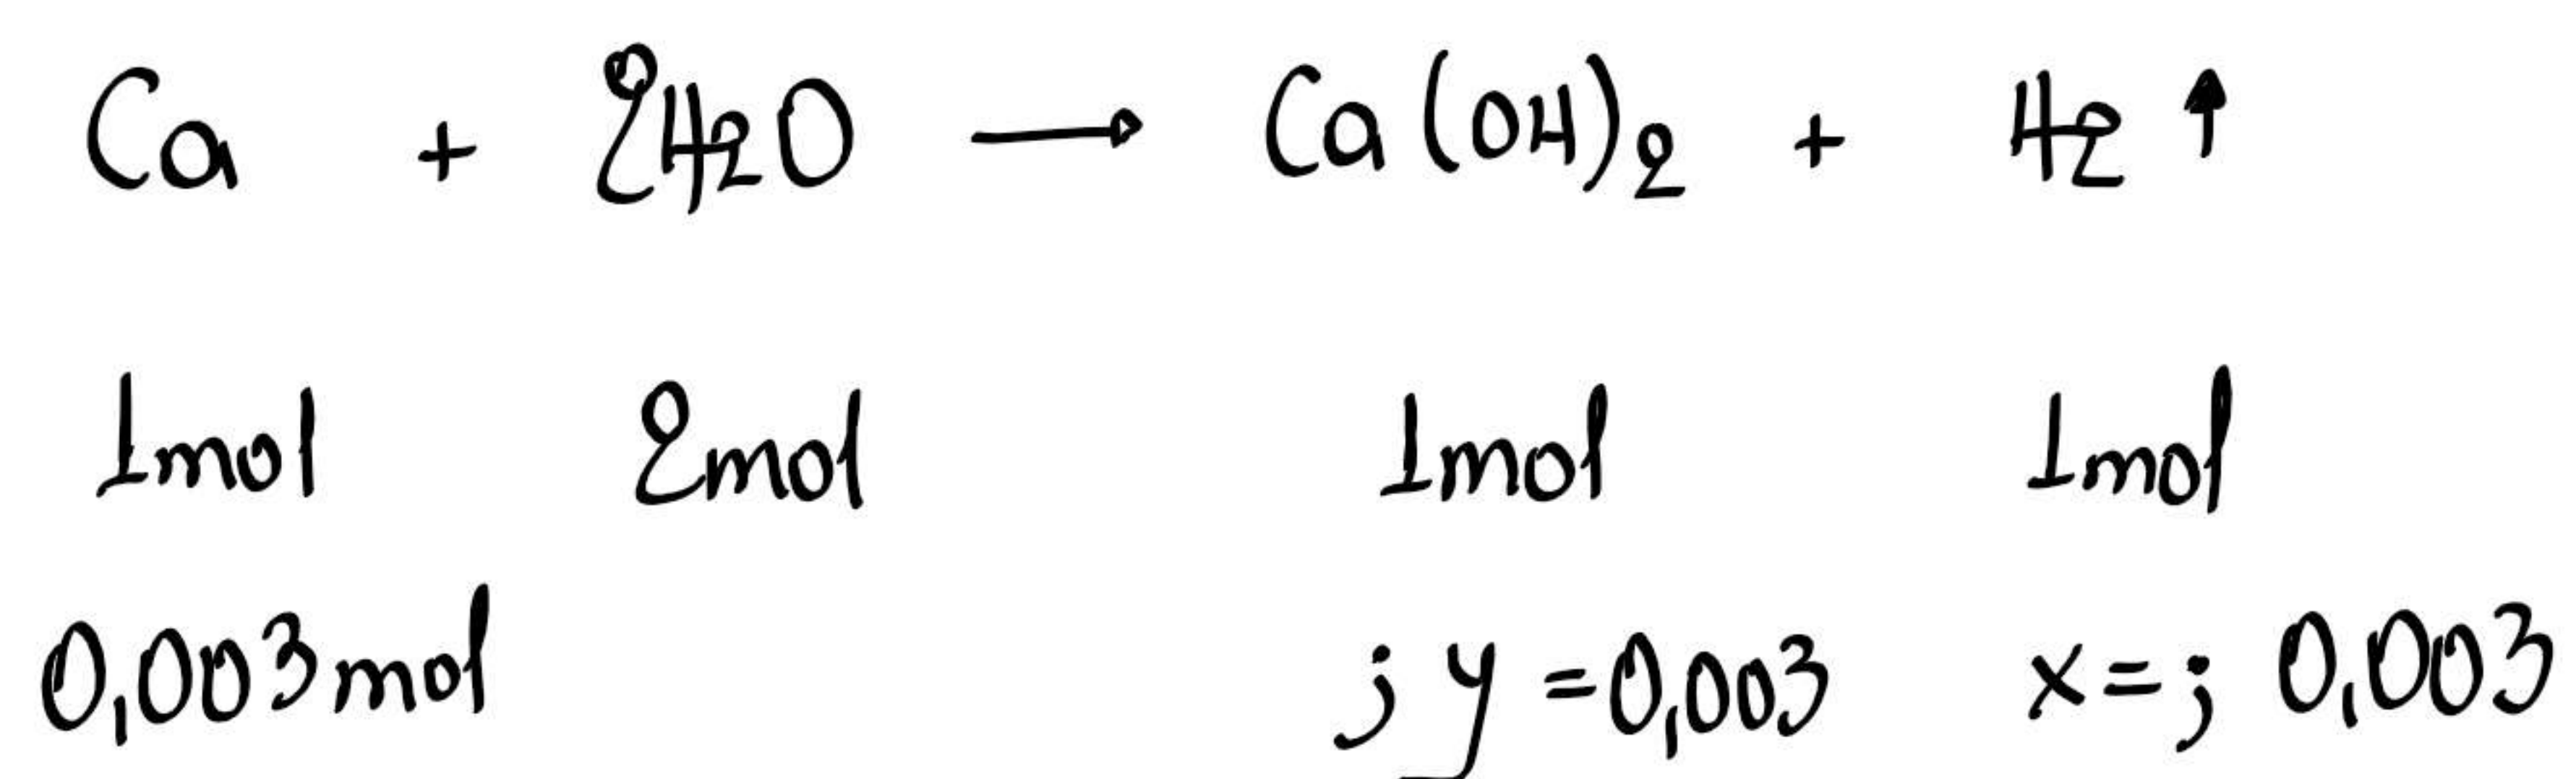 Ca + 2H2O → Ca(OH)2 + H2 ↑
1mol 2mol 1mol 1mol
0,003mol ; y = 0,003 x = ; 0,003